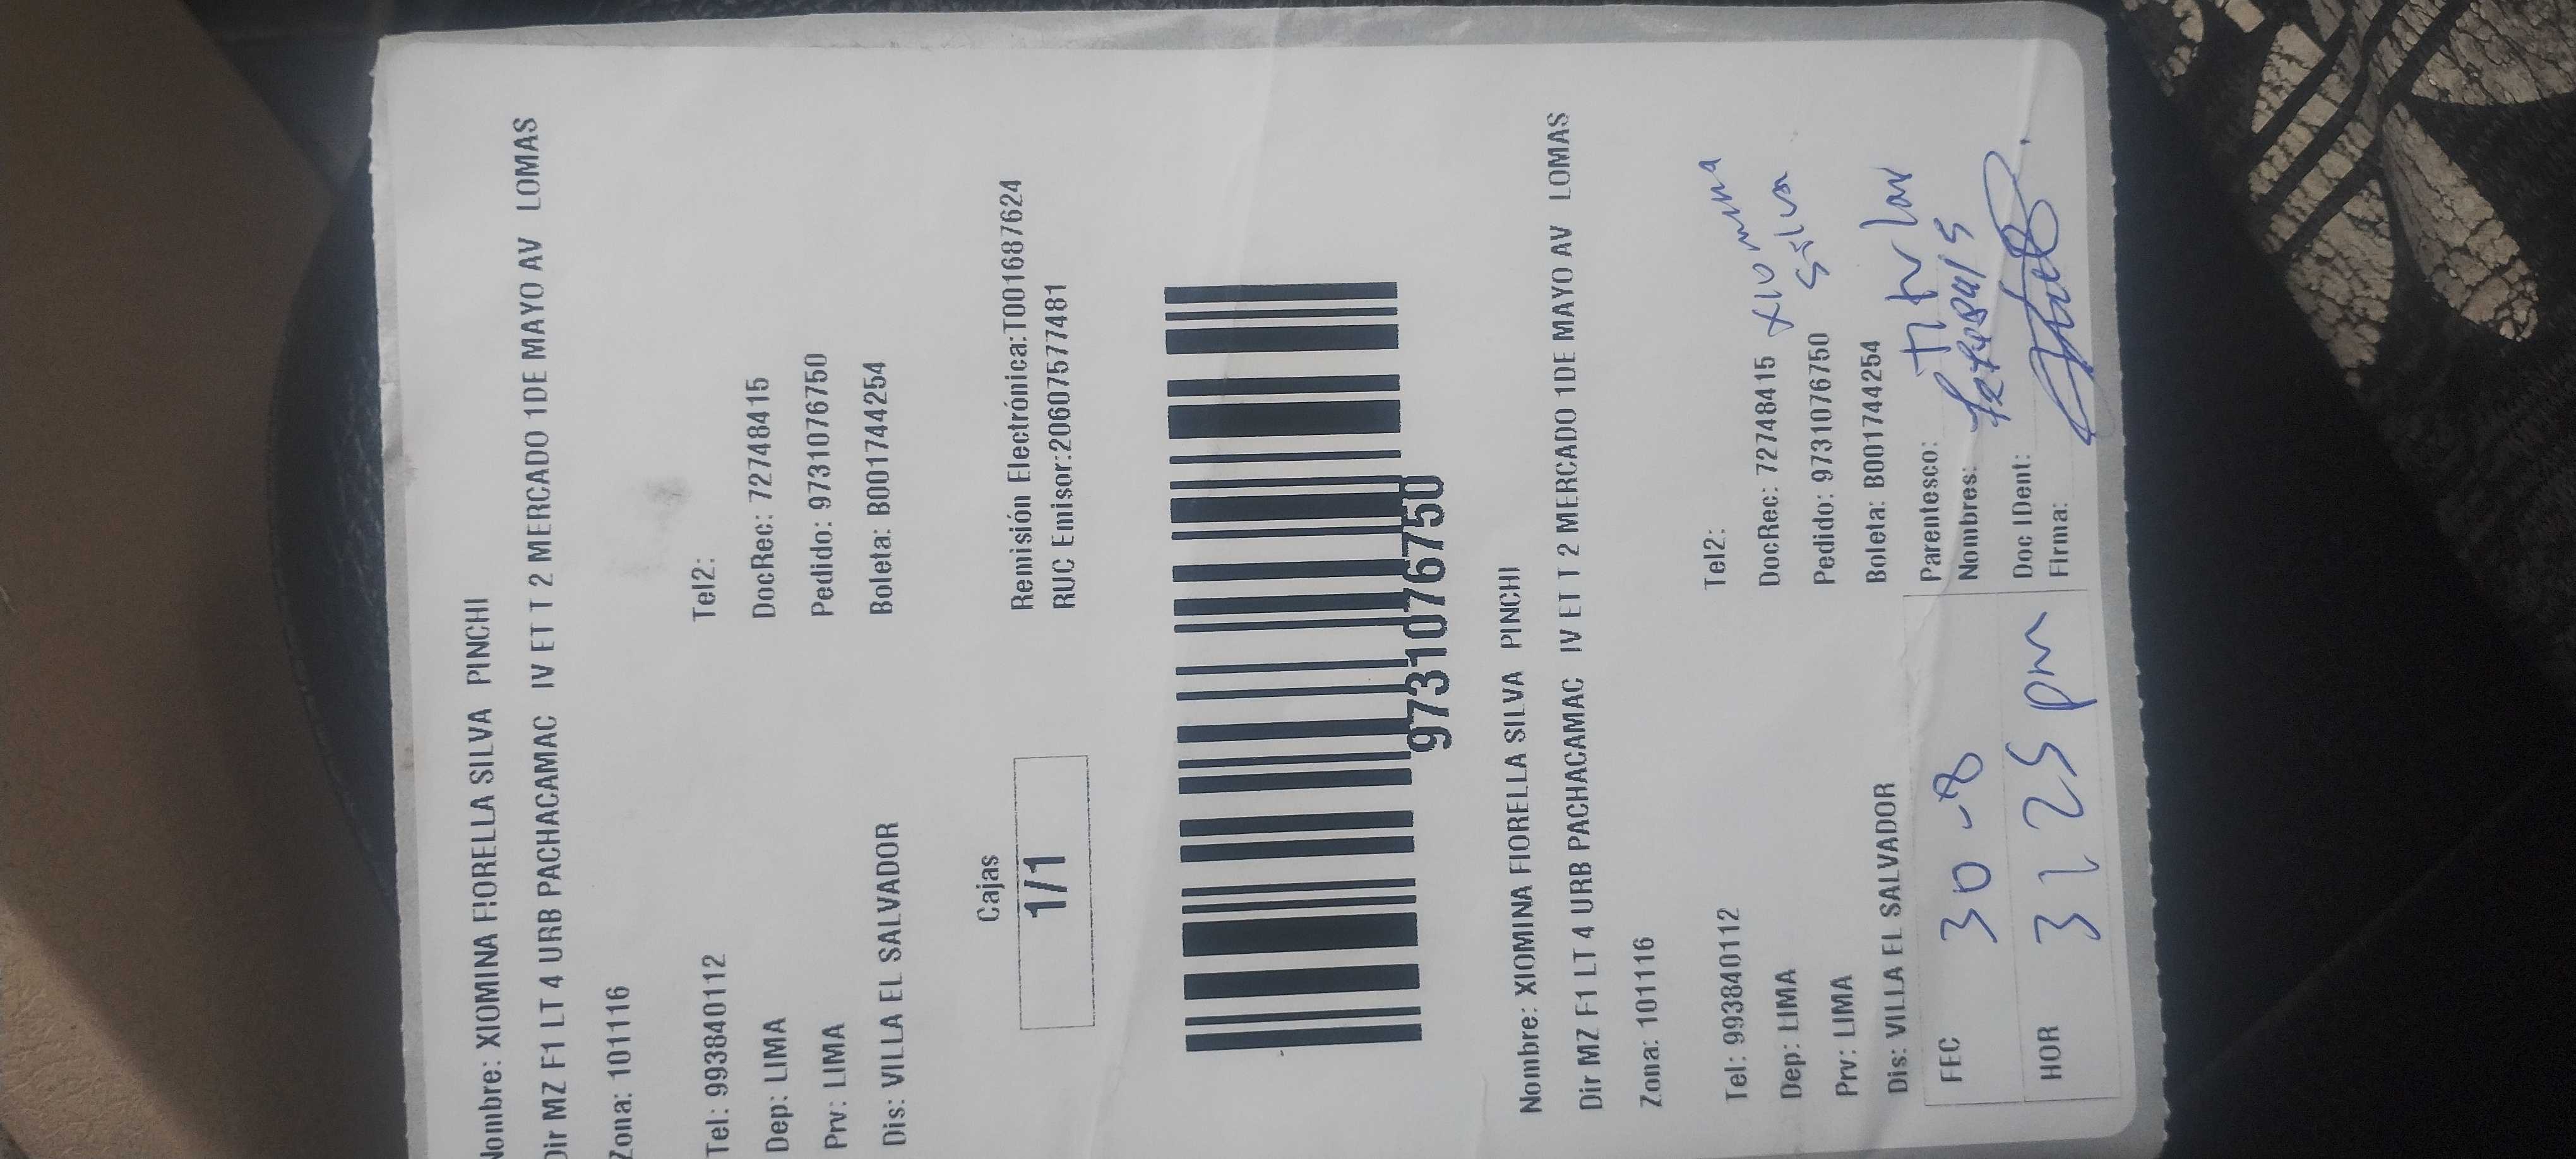 Nombre: XIOMINA FIORELLA SILVA PINCHI
Dir MZ F1 LT 4 URB PACHACAMAC IV ET T 2 MERCADO 1DE MAYO AV LOMAS
Zona: 101116
Tel: 993840112 Tel2:
Dep: LIMA DocRec: 72748415
Prv: LIMA Pedido: 9731076750
Dis: VILLA EL SALVADOR Boleta: B001744254
Cajas
1/1
Remisión Electrónica:T001687624
RUC Emisor:20607577481
9731076750
Nombre: XIOMINA FIORELLA SILVA PINCHI
Dir MZ F1 LT 4 URB PACHACAMAC IV ET T 2 MERCADO 1DE MAYO AV LOMAS
Zona: 101116
Tel: 993840112 Tel2:
Dep: LIMA DocRec: 72748415 Xiomina
Prv: LIMA Pedido: 9731076750 Silva
Dis: VILLA EL SALVADOR Boleta: B001744254
FEC 30-8 Parentesco: Titular
Nombres:
HOR 31 25 pm Doc IDent:
Firma: